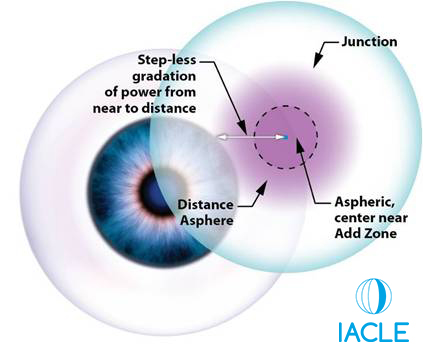 Junction
Step-less
gradation
of power from
near to distance
Distance
Asphere
Aspheric,
center near
Add Zone
IACLE